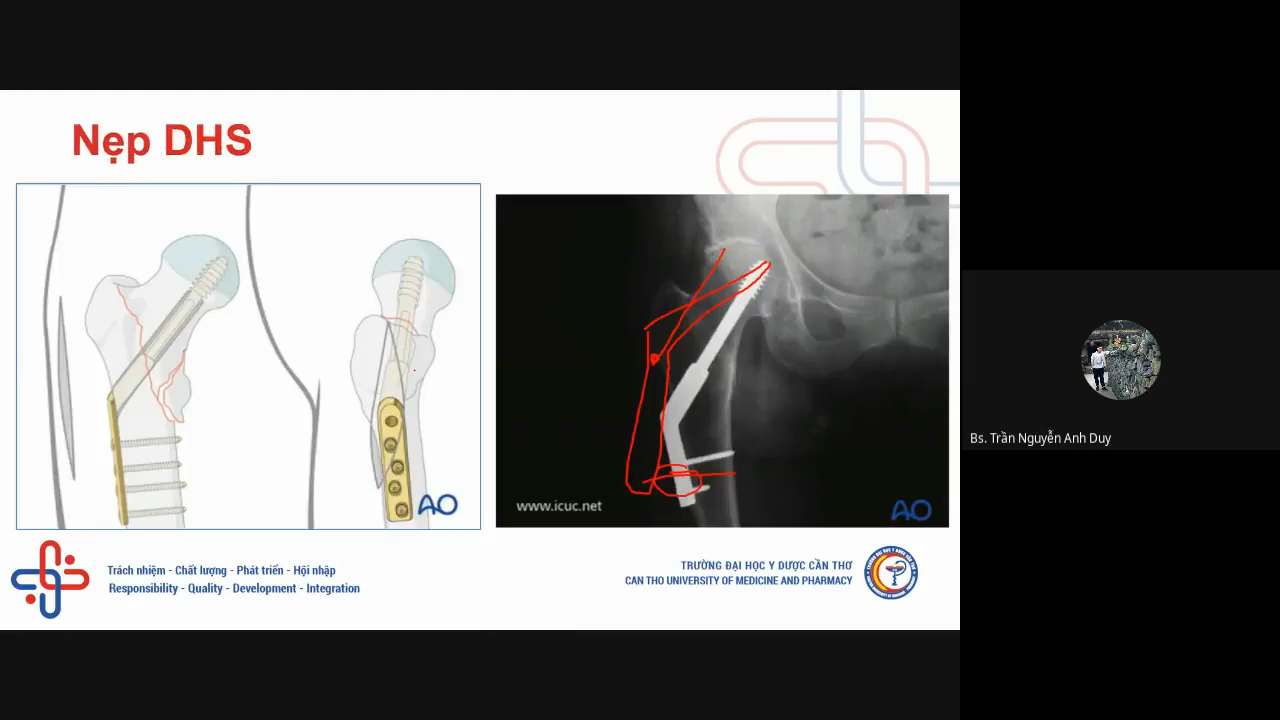 Nẹp DHS
AO
www.icuc.net
AO
Trách nhiệm - Chất lượng - Phát triển - Hội nhập
Responsibility - Quality - Development - Integration
TRƯỜNG ĐẠI HỌC Y DƯỢC CẦN THƠ
CAN THO UNIVERSITY OF MEDICINE AND PHARMACY
Bs. Trần Nguyễn Anh Duy